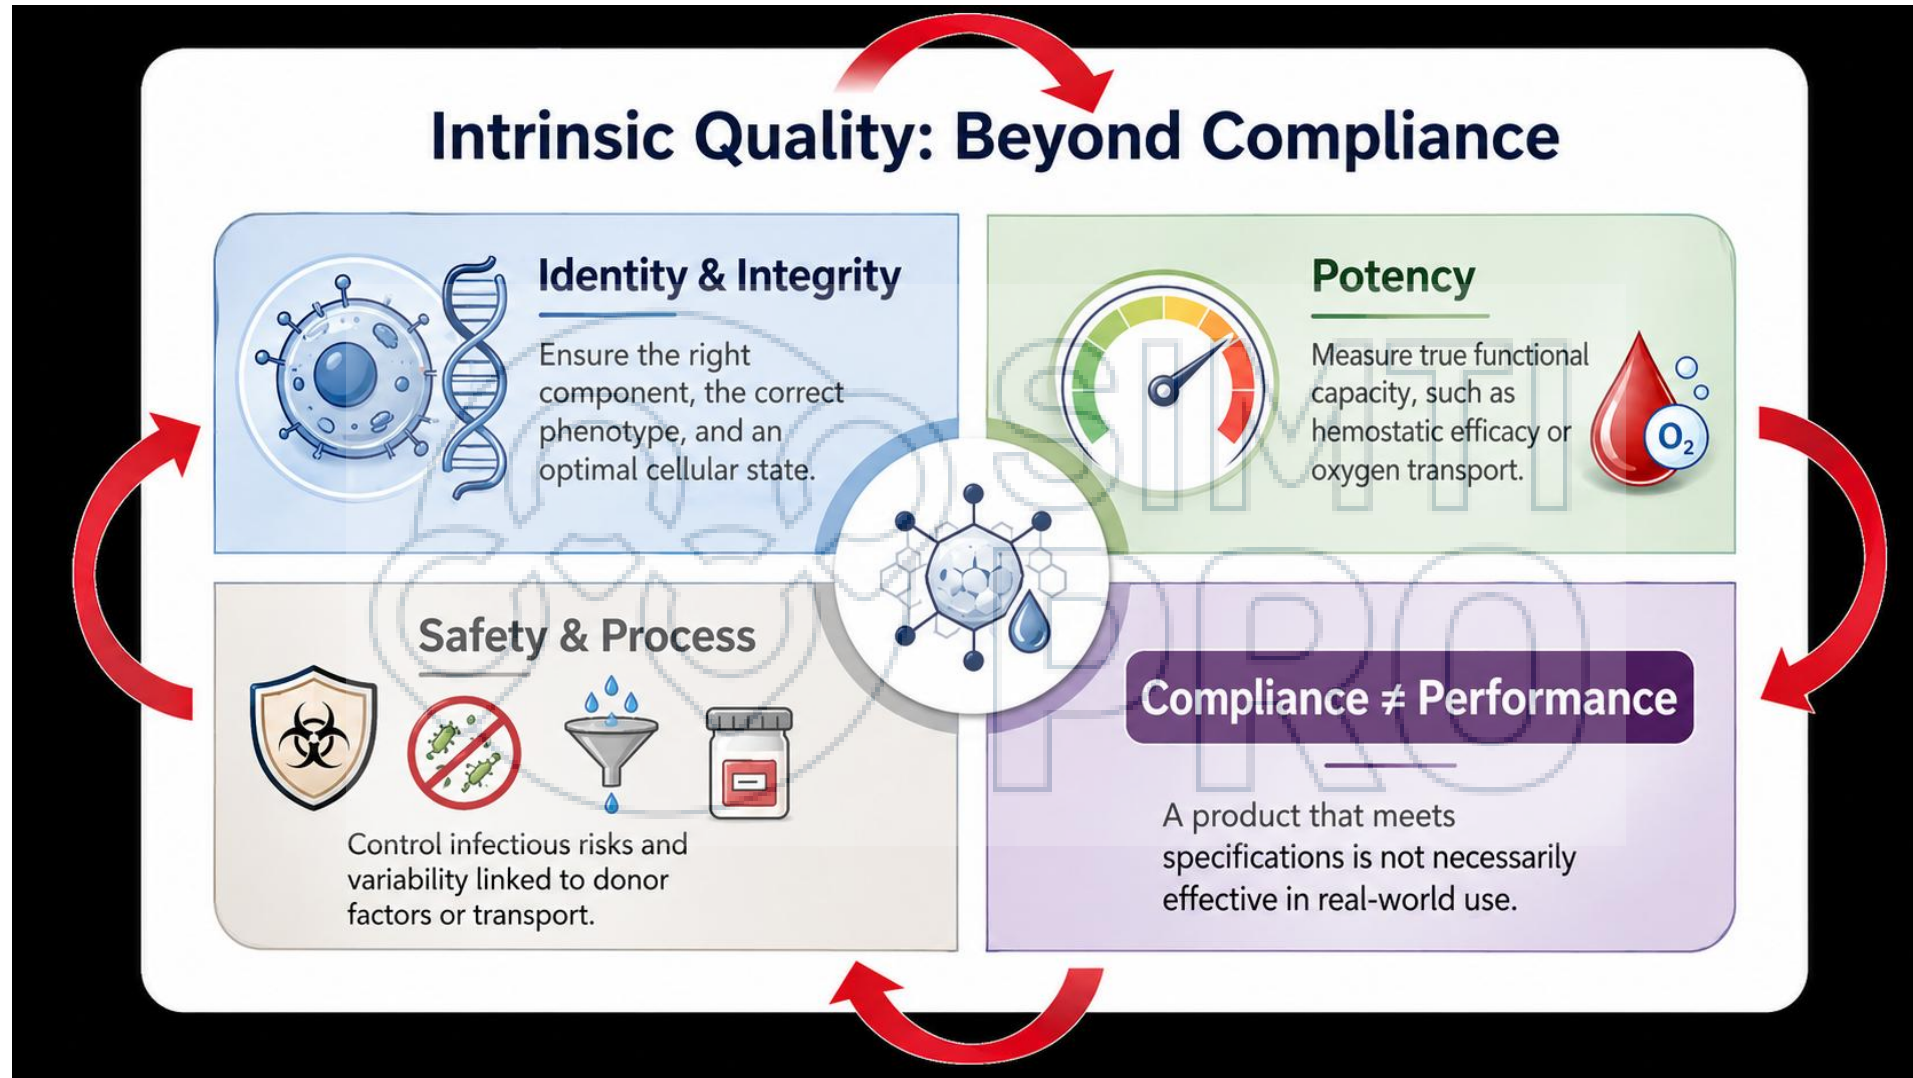 Intrinsic Quality: Beyond Compliance
Identity & Integrity
Ensure the right
component, the correct
phenotype, and an
optimal cellular state.
Potency
Measure true functional
capacity, such as
hemostatic efficacy or
oxygen transport.
O₂
Safety & Process
Control infectious risks and
variability linked to donor
factors or transport.
Compliance ≠ Performance
A product that meets
specifications is not necessarily
effective in real-world use.
SIMTI
PRO